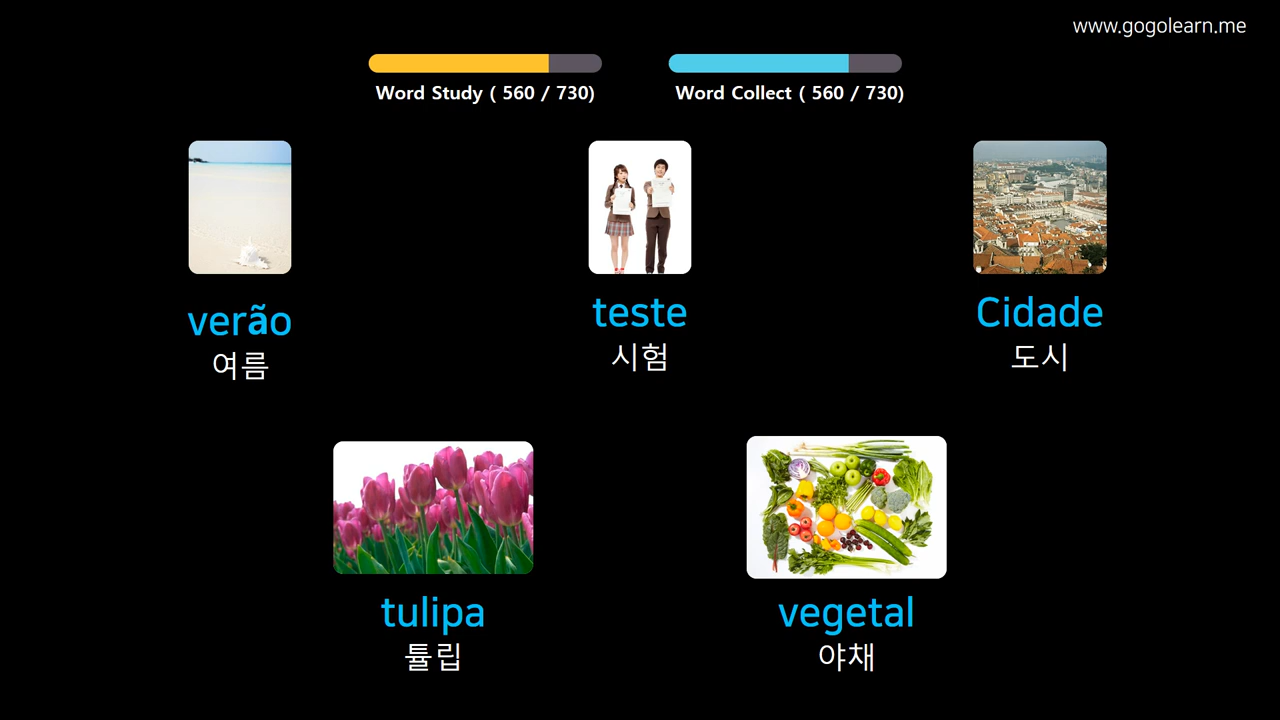 www.gogolearn.me
Word Study ( 560 / 730)
Word Collect ( 560 / 730)
verão
여름
teste
시험
Cidade
도시
tulipa
튤립
vegetal
야채